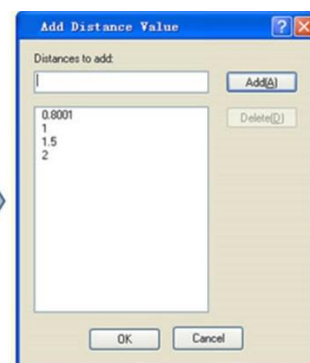 Add Distance Value
Distances to add:
Add(A)
0.8001
1
1.5
2
Delete(D)
OK Cancel